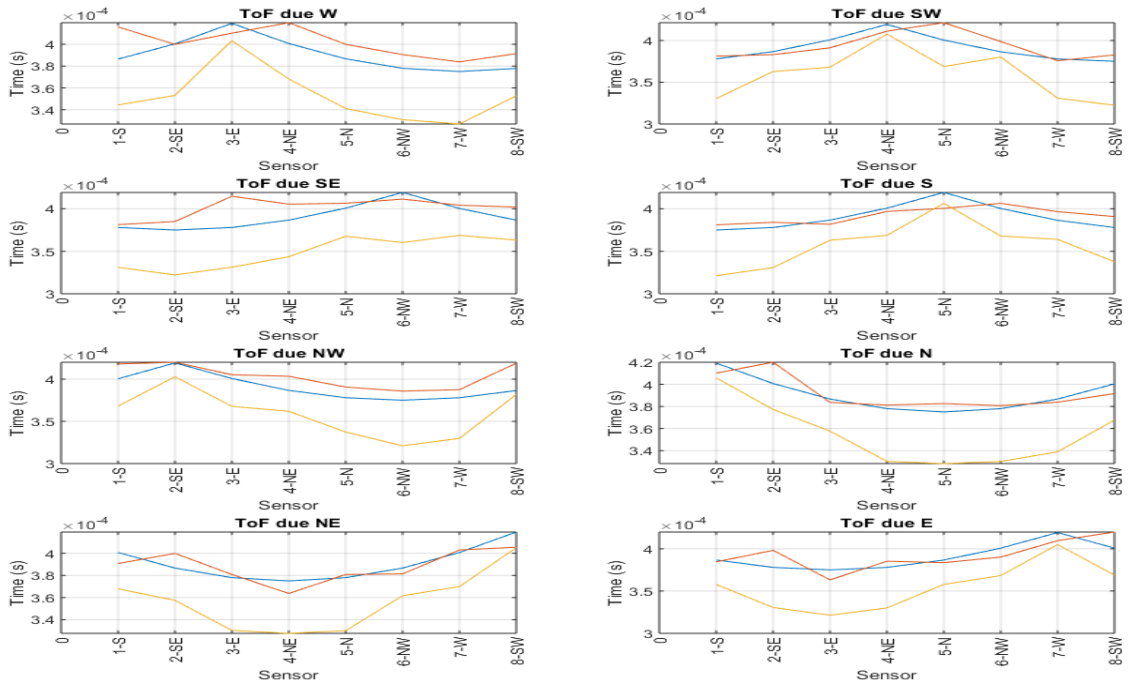 ToF due W
×10⁻⁴
4
3.8
3.6
3.4
Time (s)
0
1-S
2-SE
3-E
4-NE
5-N
6-NW
7-W
8-SW
Sensor
ToF due SW
×10⁻⁴
4
3.5
3
Time (s)
0
1-S
2-SE
3-E
4-NE
5-N
6-NW
7-W
8-SW
Sensor
ToF due SE
×10⁻⁴
4
3.5
3
Time (s)
0
1-S
2-SE
3-E
4-NE
5-N
6-NW
7-W
8-SW
Sensor
ToF due S
×10⁻⁴
4
3.5
3
Time (s)
0
1-S
2-SE
3-E
4-NE
5-N
6-NW
7-W
8-SW
Sensor
ToF due NW
×10⁻⁴
4
3.5
3
Time (s)
0
1-S
2-SE
3-E
4-NE
5-N
6-NW
7-W
8-SW
Sensor
ToF due N
×10⁻⁴
4.2
4
3.8
3.6
3.4
Time (s)
0
1-S
2-SE
3-E
4-NE
5-N
6-NW
7-W
8-SW
Sensor
ToF due NE
×10⁻⁴
4
3.8
3.6
3.4
Time (s)
0
1-S
2-SE
3-E
4-NE
5-N
6-NW
7-W
8-SW
Sensor
ToF due E
×10⁻⁴
4
3.5
3
Time (s)
0
1-S
2-SE
3-E
4-NE
5-N
6-NW
7-W
8-SW
Sensor